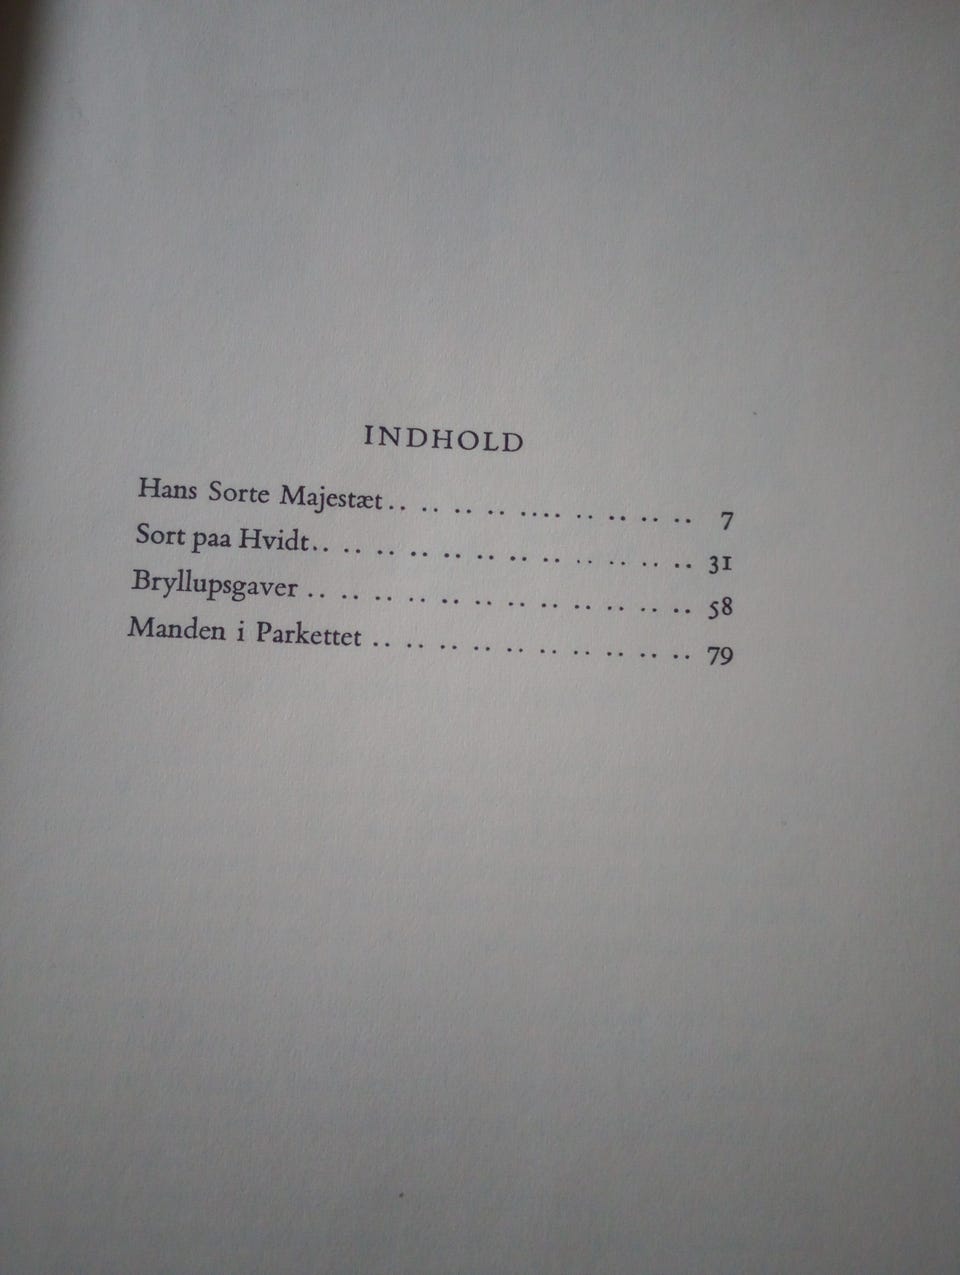 INDHOLD
Hans Sorte Majestæt.. .. .. .. .... .. .. .. .. 7
Sort paa Hvidt.. .. .. .. .. .. .. .. .. .. .. .. 31
Bryllupsgaver .. .. .. .. .. .. .. .. .. .. .. .. 58
Manden i Parkettet .. .. .. .. .. .. .. .. .. .. 79